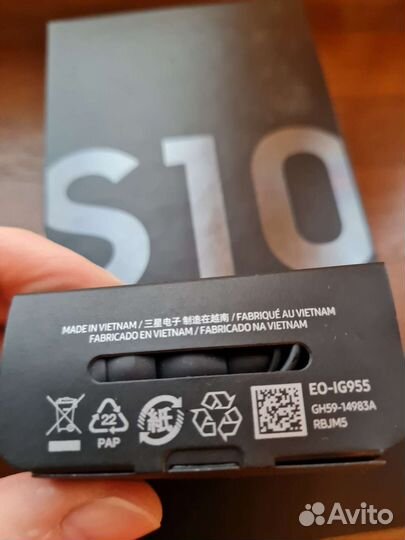 S10
MADE IN VIETNAM / 三星电子 制造在越南 / FABRIQUÉ AU VIETNAM
FABRICADO EN VIETNAM / FABRICADO NA VIETNAM
EO-IG955
GH59-14983A
RBJM5
22
PAP
紙
Avito